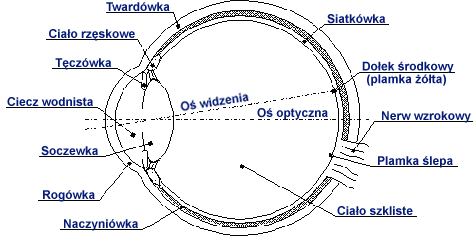 Twardówka
Ciało rzęskowe
Tęczówka
Ciecz wodnista
Soczewka
Rogówka
Naczyniówka
Oś widzenia
Oś optyczna
Siatkówka
Dołek środkowy
(plamka żółta)
Nerw wzrokowy
Plamka ślepa
Ciało szkliste